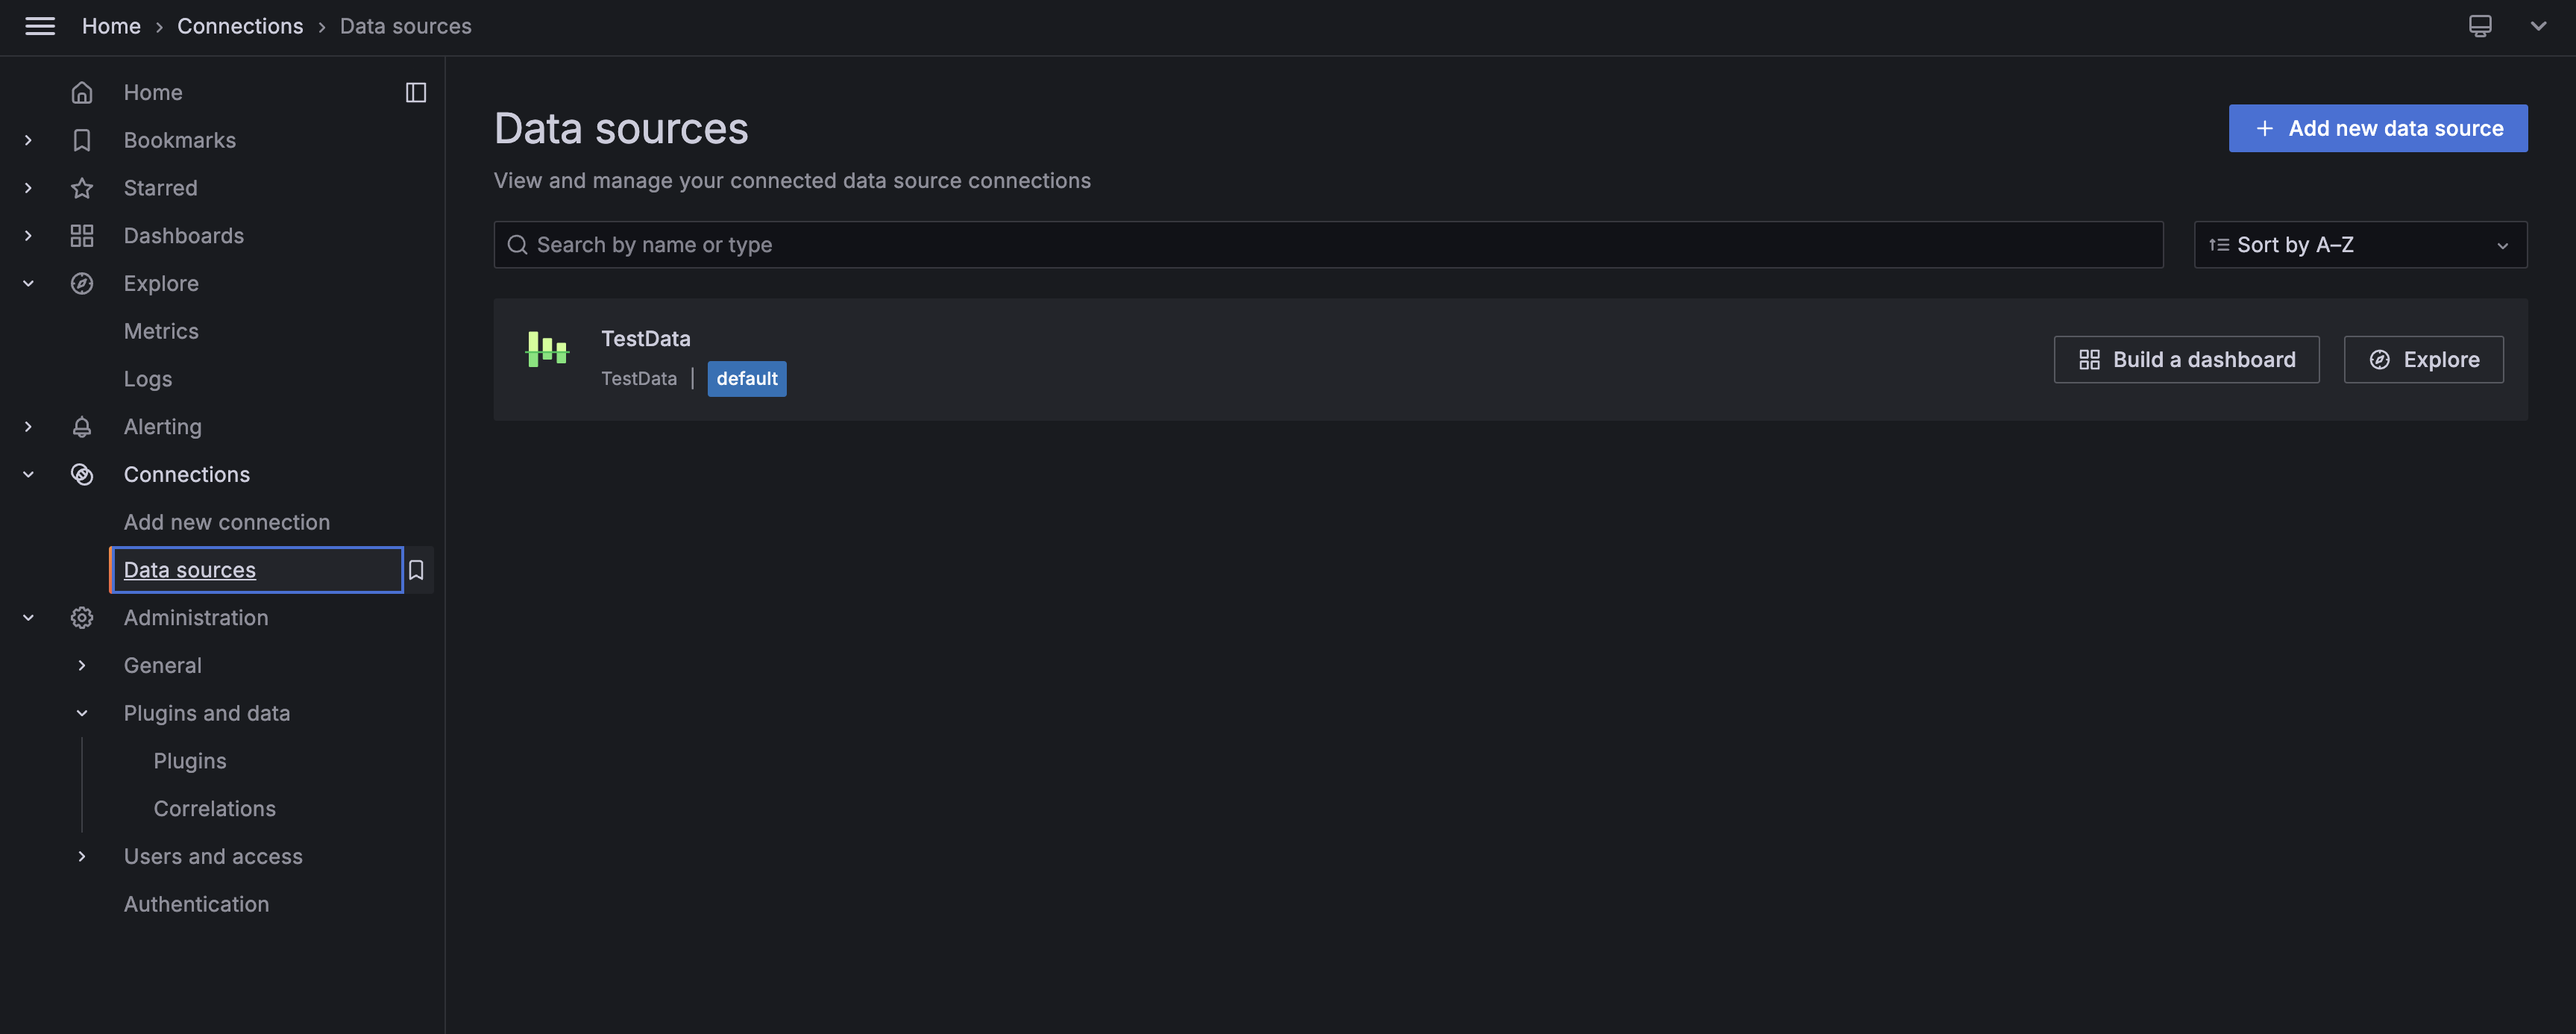 Home › Connections › Data sources
Home
Bookmarks
Starred
Dashboards
Explore
Metrics
Logs
Alerting
Connections
Add new connection
Data sources
Administration
General
Plugins and data
Plugins
Correlations
Users and access
Authentication
Data sources
Add new data source
View and manage your connected data source connections
Search by name or type
Sort by A–Z
TestData
TestData | default
Build a dashboard
Explore